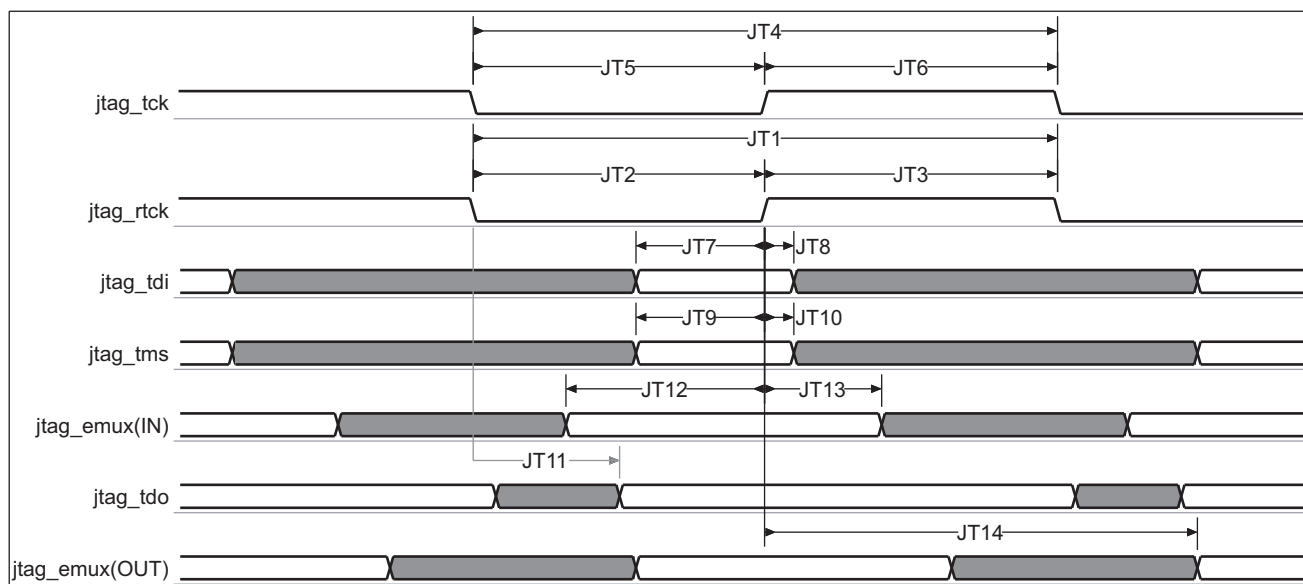 JT4
JT5 JT6
jtag_tck
JT1
JT2 JT3
jtag_rtck
JT7 JT8
jtag_tdi
JT9 JT10
jtag_tms
JT12 JT13
jtag_emux(IN)
JT11
jtag_tdo
JT14
jtag_emux(OUT)